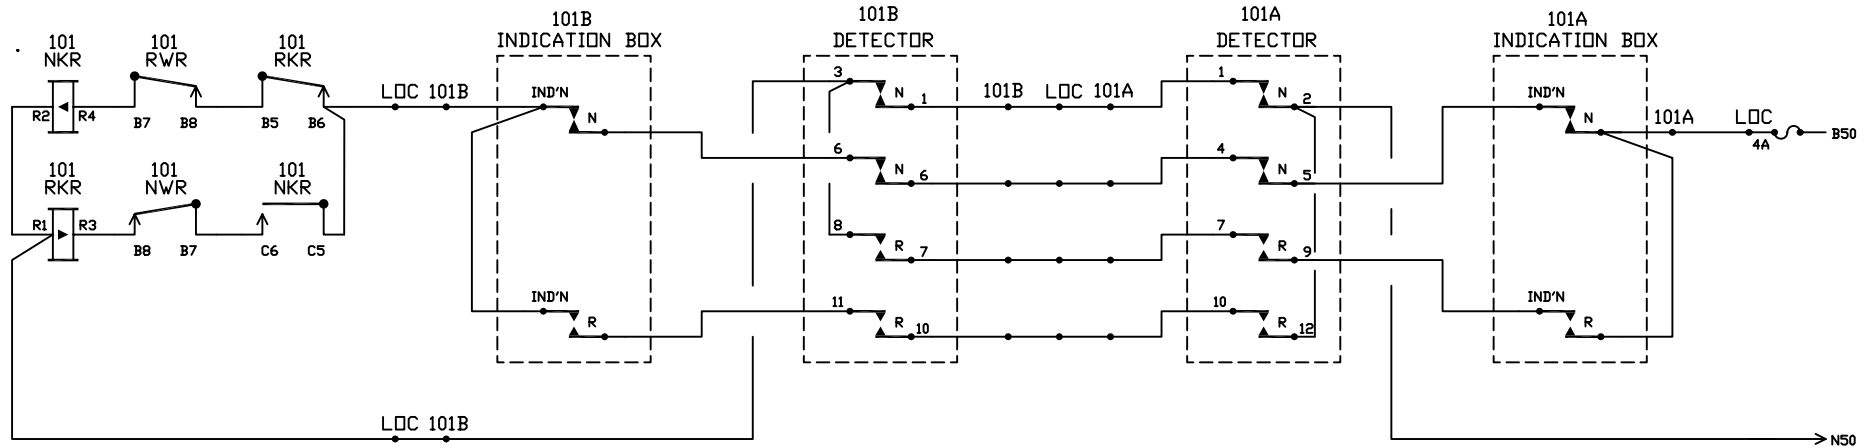 101B
INDICATION BOX
101B
DETECTOR
101A
DETECTOR
101A
INDICATION BOX
101
NKR
101
RWR
101
RKR
R2
R4
B7
B8
B5
B6
LOC 101B
IND'N
N
3
N
1
101B
LOC
101A
1
N
2
IND'N
N
101A
LOC
4A
B50
6
N
6
4
N
5
101
RKR
101
NWR
101
NKR
R1
R3
B8
B7
C6
C5
8
R
7
7
R
9
IND'N
R
11
R
10
10
R
12
IND'N
R
LOC 101B
N50